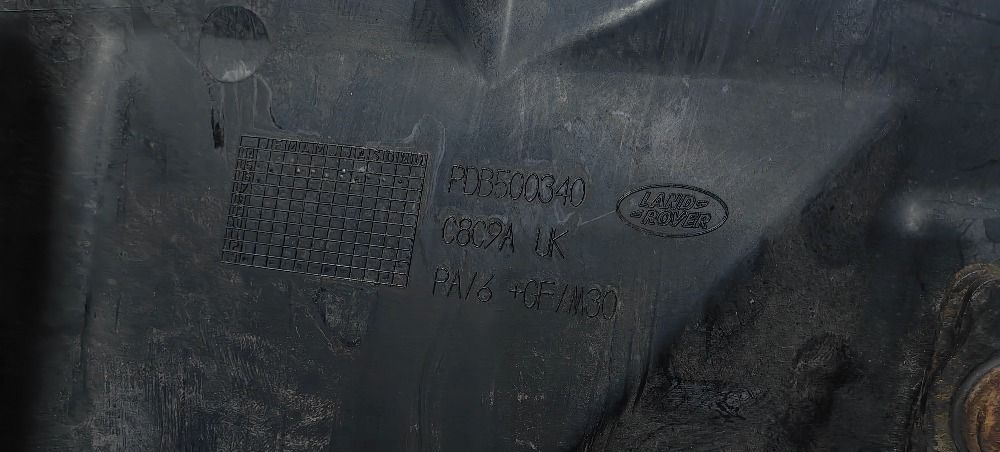 PDB500340
C8C9A UK
PA/6 +GF/M30
LAND-
-ROVER